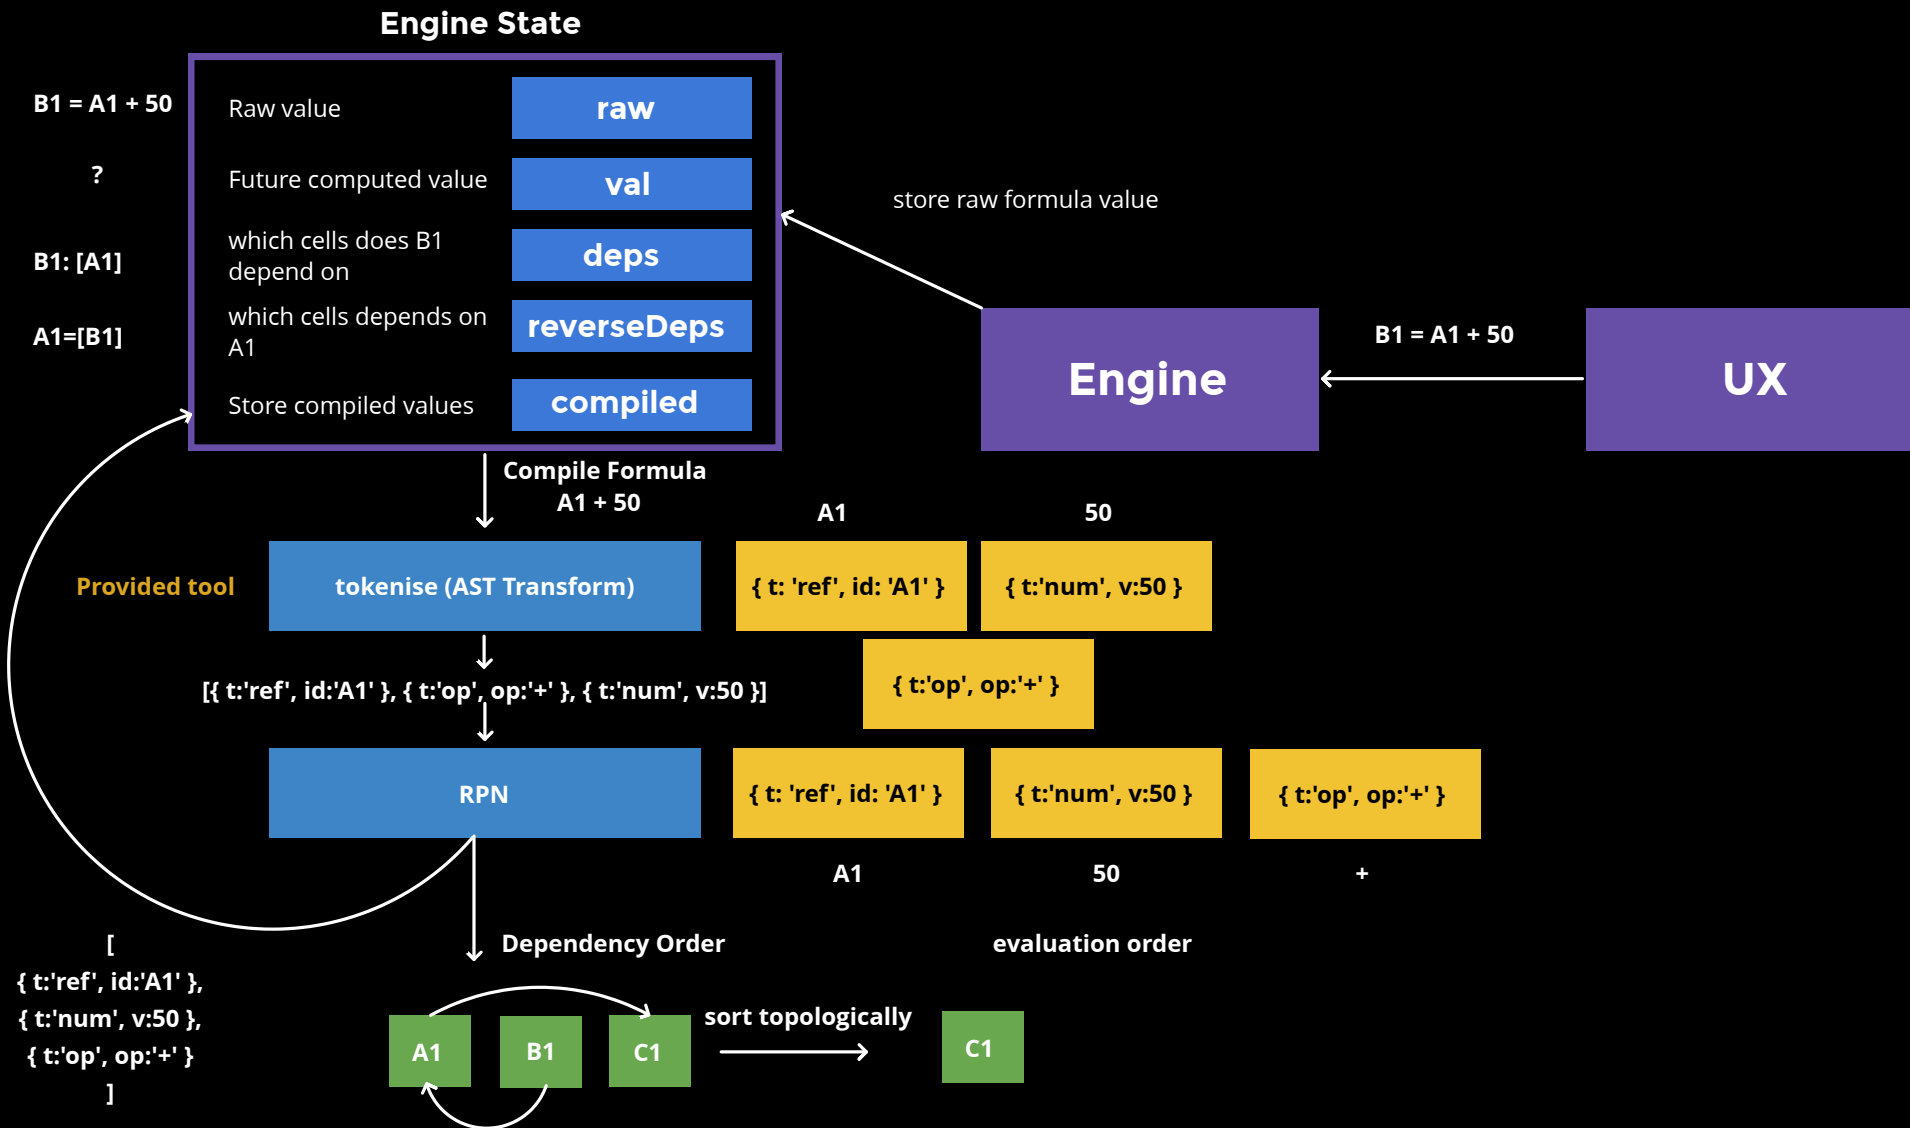 Engine State
B1 = A1 + 50
Raw value
raw
?
Future computed value
val
store raw formula value
B1: [A1]
which cells does B1
depend on
deps
A1=[B1]
which cells depends on
A1
reverseDeps
Store compiled values
compiled
Engine
B1 = A1 + 50
UX
Compile Formula
A1 + 50
A1
50
Provided tool
tokenise (AST Transform)
{ t: 'ref', id: 'A1' }
{ t:'num', v:50 }
[{ t:'ref', id:'A1' }, { t:'op', op:'+' }, { t:'num', v:50 }]
{ t:'op', op:'+' }
RPN
{ t: 'ref', id: 'A1' }
{ t:'num', v:50 }
{ t:'op', op:'+' }
A1
50
+
Dependency Order
evaluation order
[
{ t:'ref', id:'A1' },
{ t:'num', v:50 },
{ t:'op', op:'+' }
]
A1
B1
C1
sort topologically
C1